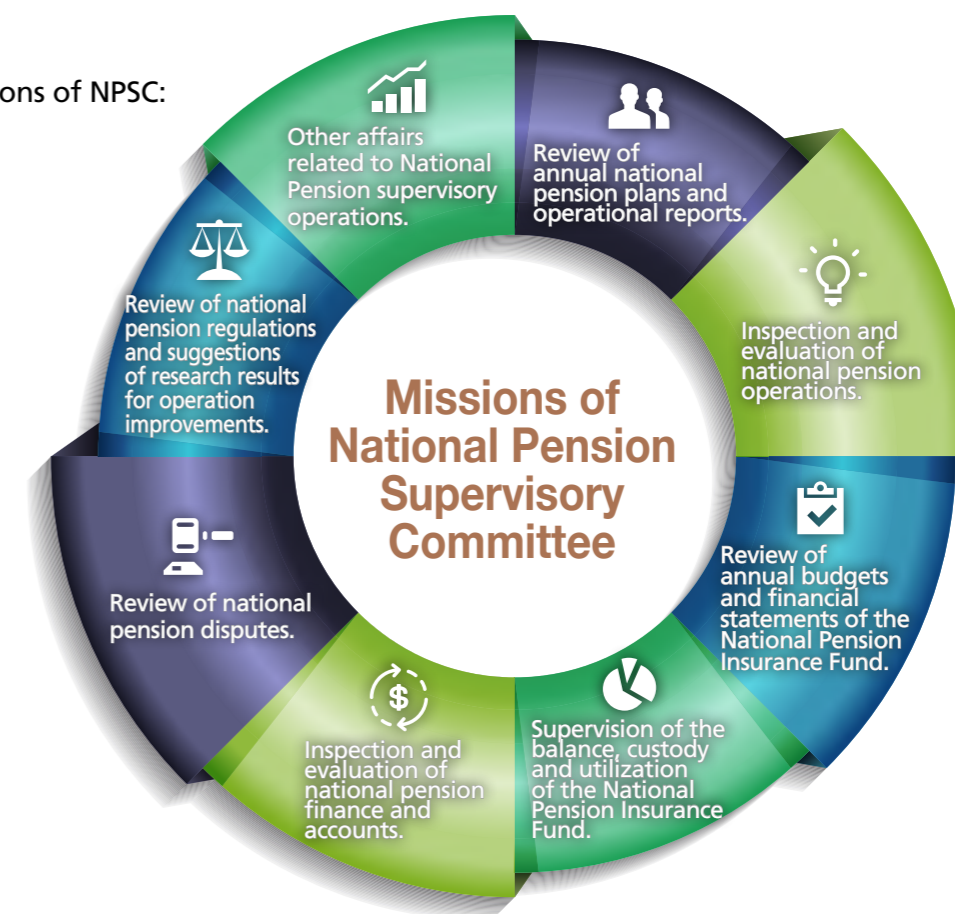 ons of NPSC:
Other affairs
related to National
Pension supervisory
operations.
Review of
annual national
pension plans and
operational reports.
Inspection and
evaluation of
national pension
operations.
Review of
annual budgets
and financial
statements of the
National Pension
Insurance Fund.
Supervision of the
balance, custody
and utilization
of the National
Pension Insurance
Fund.
Inspection and
evaluation of
national pension
finance and
accounts.
Review of national
pension disputes.
Review of national
pension regulations
and suggestions
of research results
for operation
improvements.
Missions of
National Pension
Supervisory
Committee
$